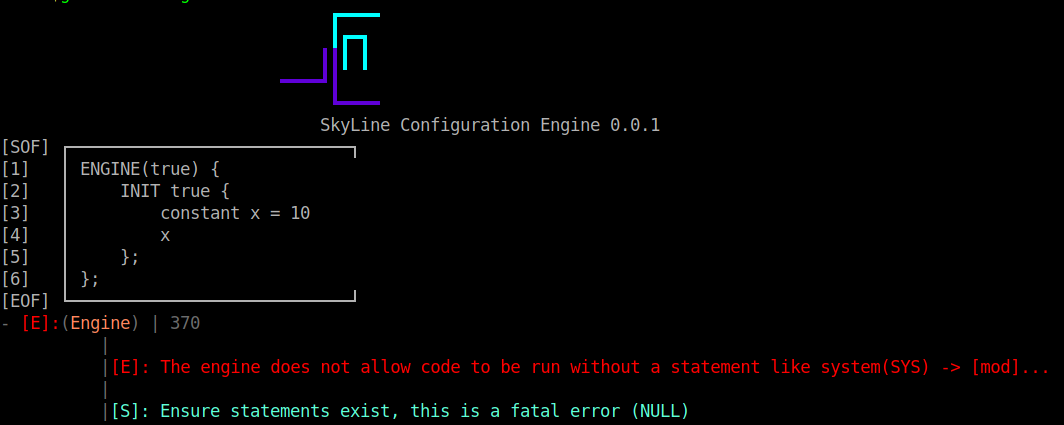 SkyLine Configuration Engine 0.0.1
[SOF]
[1] ENGINE(true) {
[2] INIT true {
[3] constant x = 10
[4] x
[5] };
[6] };
[EOF]
- [E]:(Engine) | 370
|
|[E]: The engine does not allow code to be run without a statement like system(SYS) -> [mod]...
|
|[S]: Ensure statements exist, this is a fatal error (NULL)